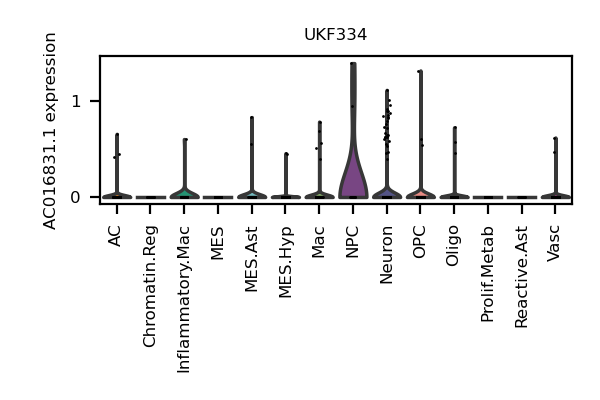 UKF334
AC016831.1 expression
1
0
AC
Chromatin.Reg
Inflammatory.Mac
MES
MES.Ast
MES.Hyp
Mac
NPC
Neuron
OPC
Oligo
Prolif.Metab
Reactive.Ast
Vasc